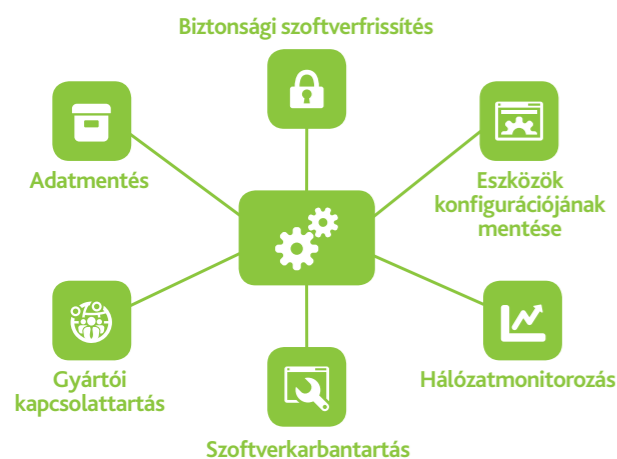 Biztonsági szoftverfrissítés
Adatmentés
Eszközök
konfigurációjának
mentése
Gyártói
kapcsolattartás
Hálózatmonitorozás
Szoftverkarbantartás